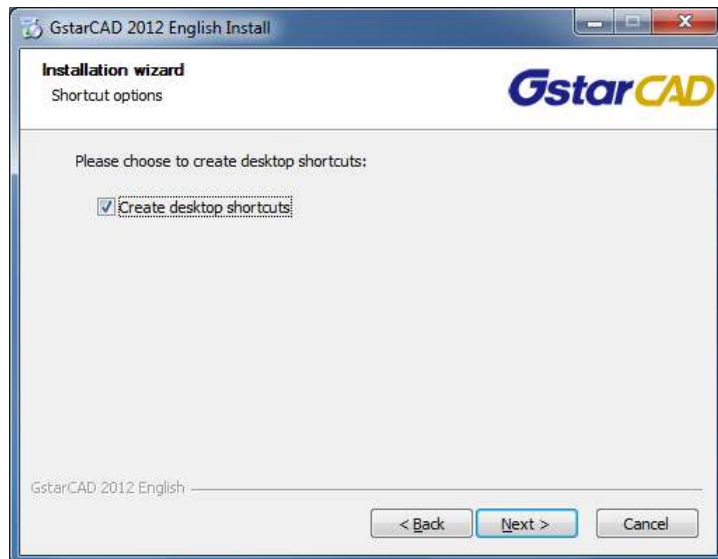 GstarCAD 2012 English Install
Installation wizard
Shortcut options
GstarCAD
Please choose to create desktop shortcuts:
Create desktop shortcuts
GstarCAD 2012 English
< Back
Next >
Cancel